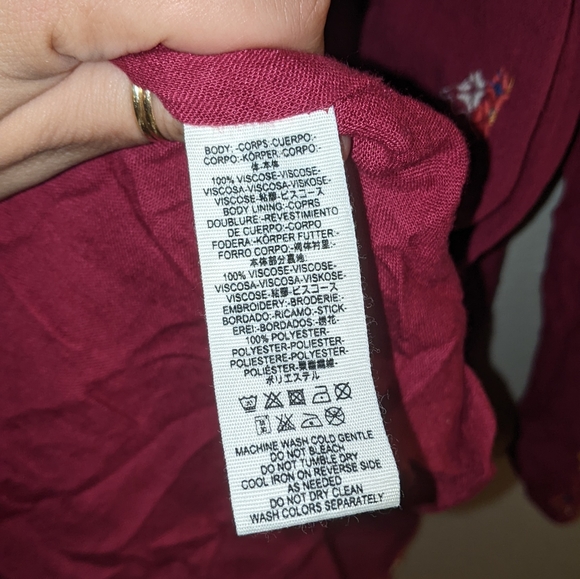 BODY: -CORPS-CUERPO:-
CORPO:-KÖRPER-CORPO:-
体-本体
100% VISCOSE-VISCOSE-
VISCOSA-VISCOSA-VISKOSE-
VISCOSE-粘膠-ビスコース
BODY LINING:-COPRS
DOUBLURE:-REVESTIMIENTO
DE CUERPO:-CORPO
FODERA:-KÖRPER FUTTER:-
FORRO CORPO:-裯体衬里:-
本体部分裏地
100% VISCOSE-VISCOSE-
VISCOSA-VISCOSA-VISKOSE-
VISCOSE-粘膠-ビスコース
EMBROIDERY:-BRODERIE:-
BORDADO:-RICAMO:-STICK-
EREI:-BORDADOS:-绣花-
100% POLYESTER-
POLYESTER-POLIÉSTER-
POLIESTERE-POLYESTER-
POLIÉSTER-聚酯纖維-
ポリエステル
MACHINE WASH COLD GENTLE
DO NOT BLEACH
DO NOT TUMBLE DRY
COOL IRON ON REVERSE SIDE
AS NEEDED
DO NOT DRY CLEAN
WASH COLORS SEPARATELY